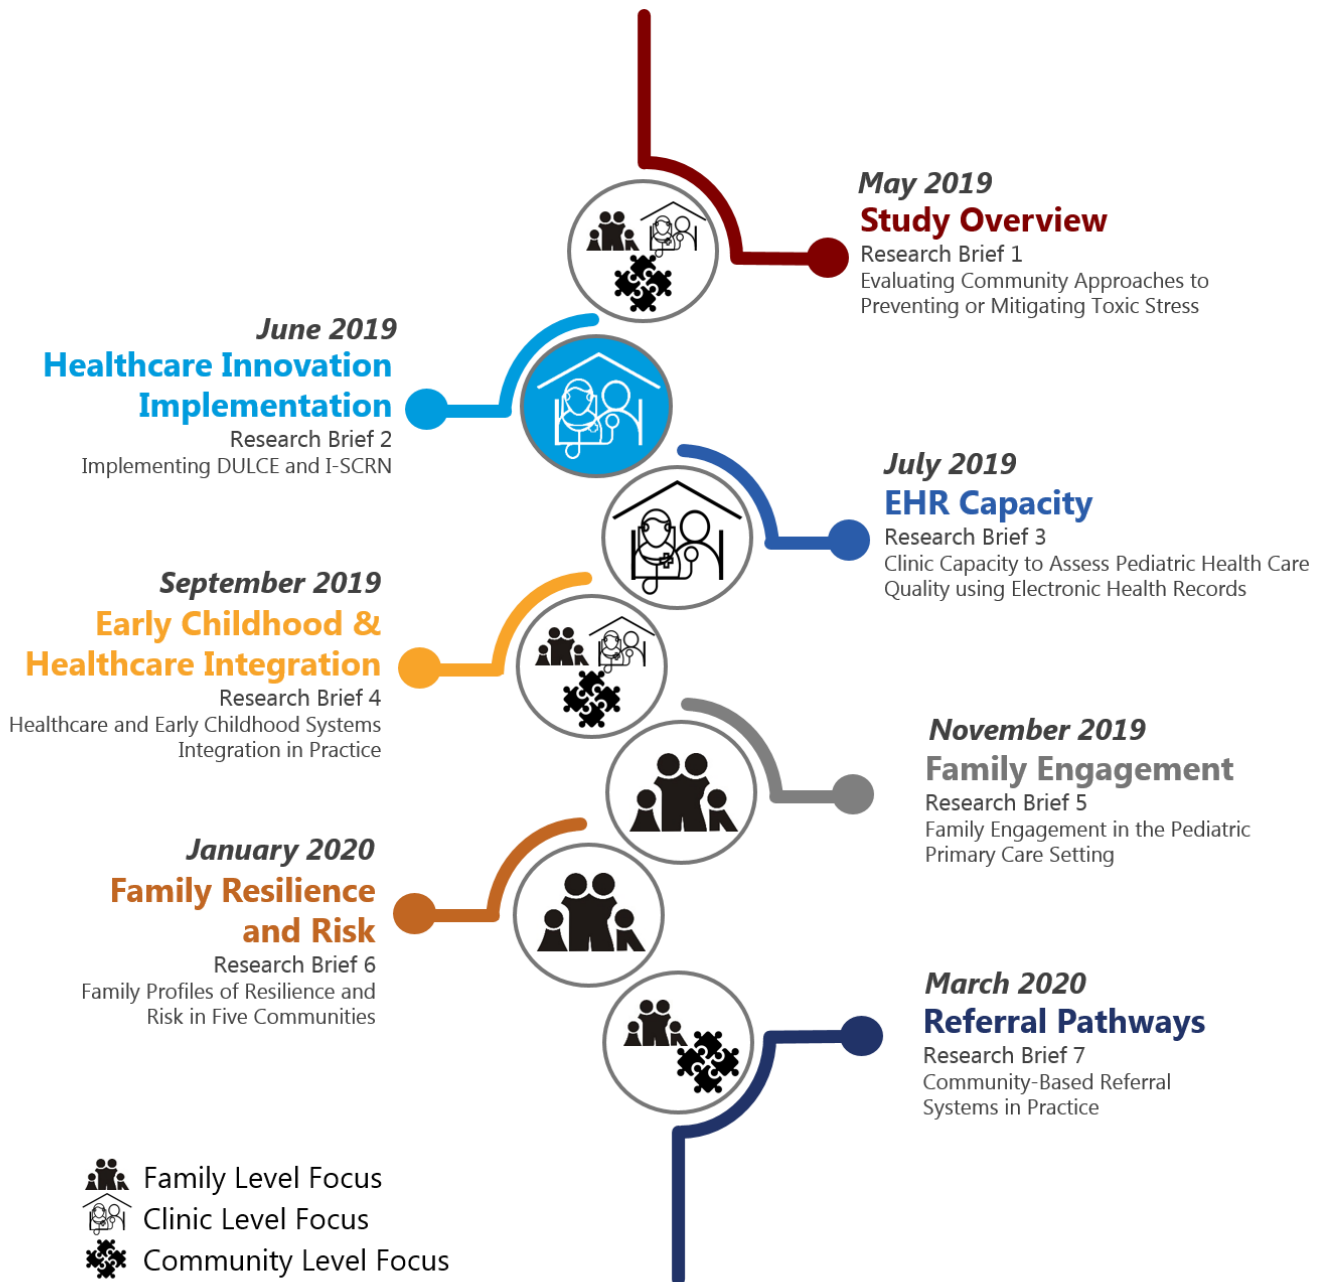 May 2019
Study Overview
Research Brief 1
Evaluating Community Approaches to
Preventing or Mitigating Toxic Stress
June 2019
Healthcare Innovation
Implementation
Research Brief 2
Implementing DULCE and I-SCRN
July 2019
EHR Capacity
Research Brief 3
Clinic Capacity to Assess Pediatric Health Care
Quality using Electronic Health Records
September 2019
Early Childhood &
Healthcare Integration
Research Brief 4
Healthcare and Early Childhood Systems
Integration in Practice
November 2019
Family Engagement
Research Brief 5
Family Engagement in the Pediatric
Primary Care Setting
January 2020
Family Resilience
and Risk
Research Brief 6
Family Profiles of Resilience and
Risk in Five Communities
March 2020
Referral Pathways
Research Brief 7
Community-Based Referral
Systems in Practice
Family Level Focus
Clinic Level Focus
Community Level Focus